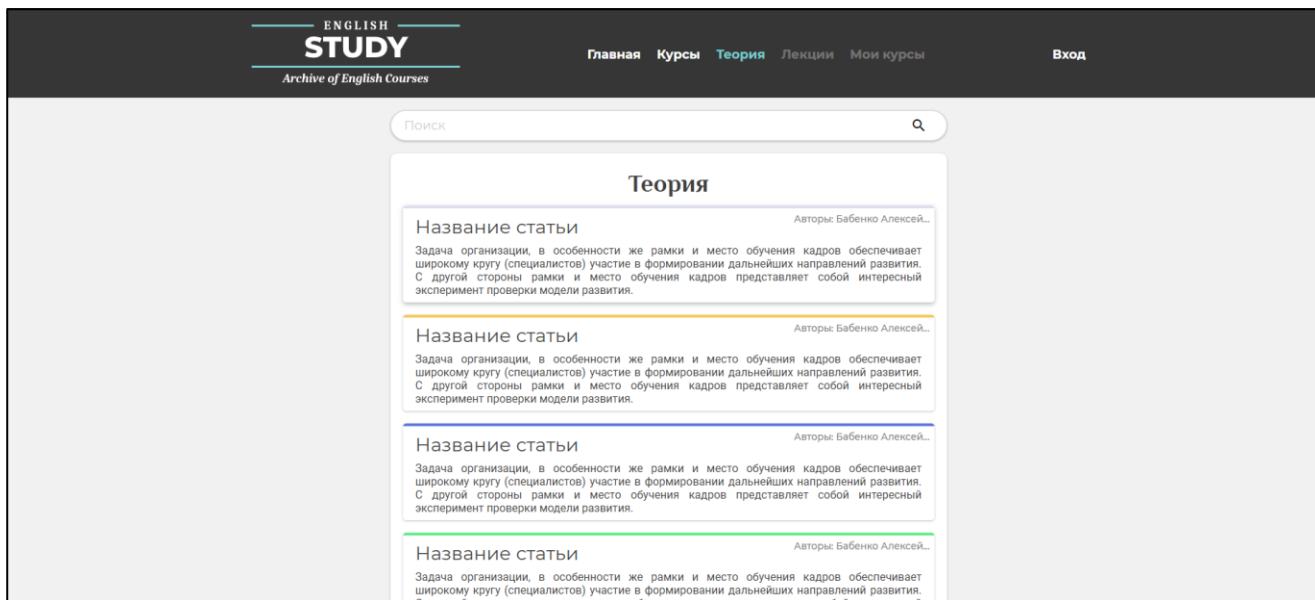 ENGLISH
STUDY
Archive of English Courses
Главная Курсы Теория Лекции Мои курсы
Вход
Поиск
Теория
Название статьи
Авторы: Бабенко Алексей...
Задача организации, в особенности же рамки и место обучения кадров обеспечивает
широкому кругу (специалистов) участие в формировании дальнейших направлений развития.
С другой стороны рамки и место обучения кадров представляет собой интересный
эксперимент проверки модели развития.
Название статьи
Авторы: Бабенко Алексей...
Задача организации, в особенности же рамки и место обучения кадров обеспечивает
широкому кругу (специалистов) участие в формировании дальнейших направлений развития.
С другой стороны рамки и место обучения кадров представляет собой интересный
эксперимент проверки модели развития.
Название статьи
Авторы: Бабенко Алексей...
Задача организации, в особенности же рамки и место обучения кадров обеспечивает
широкому кругу (специалистов) участие в формировании дальнейших направлений развития.
С другой стороны рамки и место обучения кадров представляет собой интересный
эксперимент проверки модели развития.
Название статьи
Авторы: Бабенко Алексей...
Задача организации, в особенности же рамки и место обучения кадров обеспечивает
широкому кругу (специалистов) участие в формировании дальнейших направлений развития.